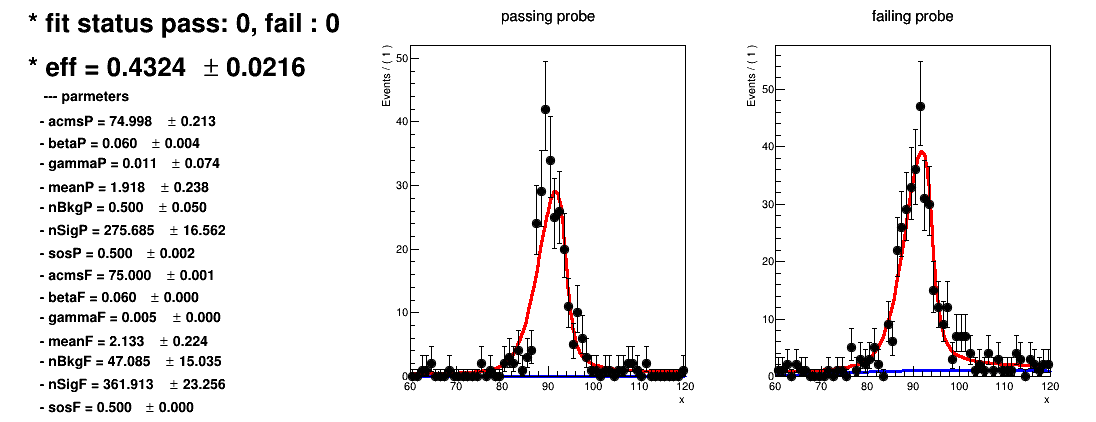 * fit status pass: 0, fail : 0
* eff = 0.4324 ± 0.0216
--- parmeters
- acmsP = 74.998 ± 0.213
- betaP = 0.060 ± 0.004
- gammaP = 0.011 ± 0.074
- meanP = 1.918 ± 0.238
- nBkgP = 0.500 ± 0.050
- nSigP = 275.685 ± 16.562
- sosP = 0.500 ± 0.002
- acmsF = 75.000 ± 0.001
- betaF = 0.060 ± 0.000
- gammaF = 0.005 ± 0.000
- meanF = 2.133 ± 0.224
- nBkgF = 47.085 ± 15.035
- nSigF = 361.913 ± 23.256
- sosF = 0.500 ± 0.000
passing probe
Events / ( 1 )
50
40
30
20
10
0
60 70 80 90 100 110 120
x
failing probe
Events / ( 1 )
50
40
30
20
10
0
60 70 80 90 100 110 120
x